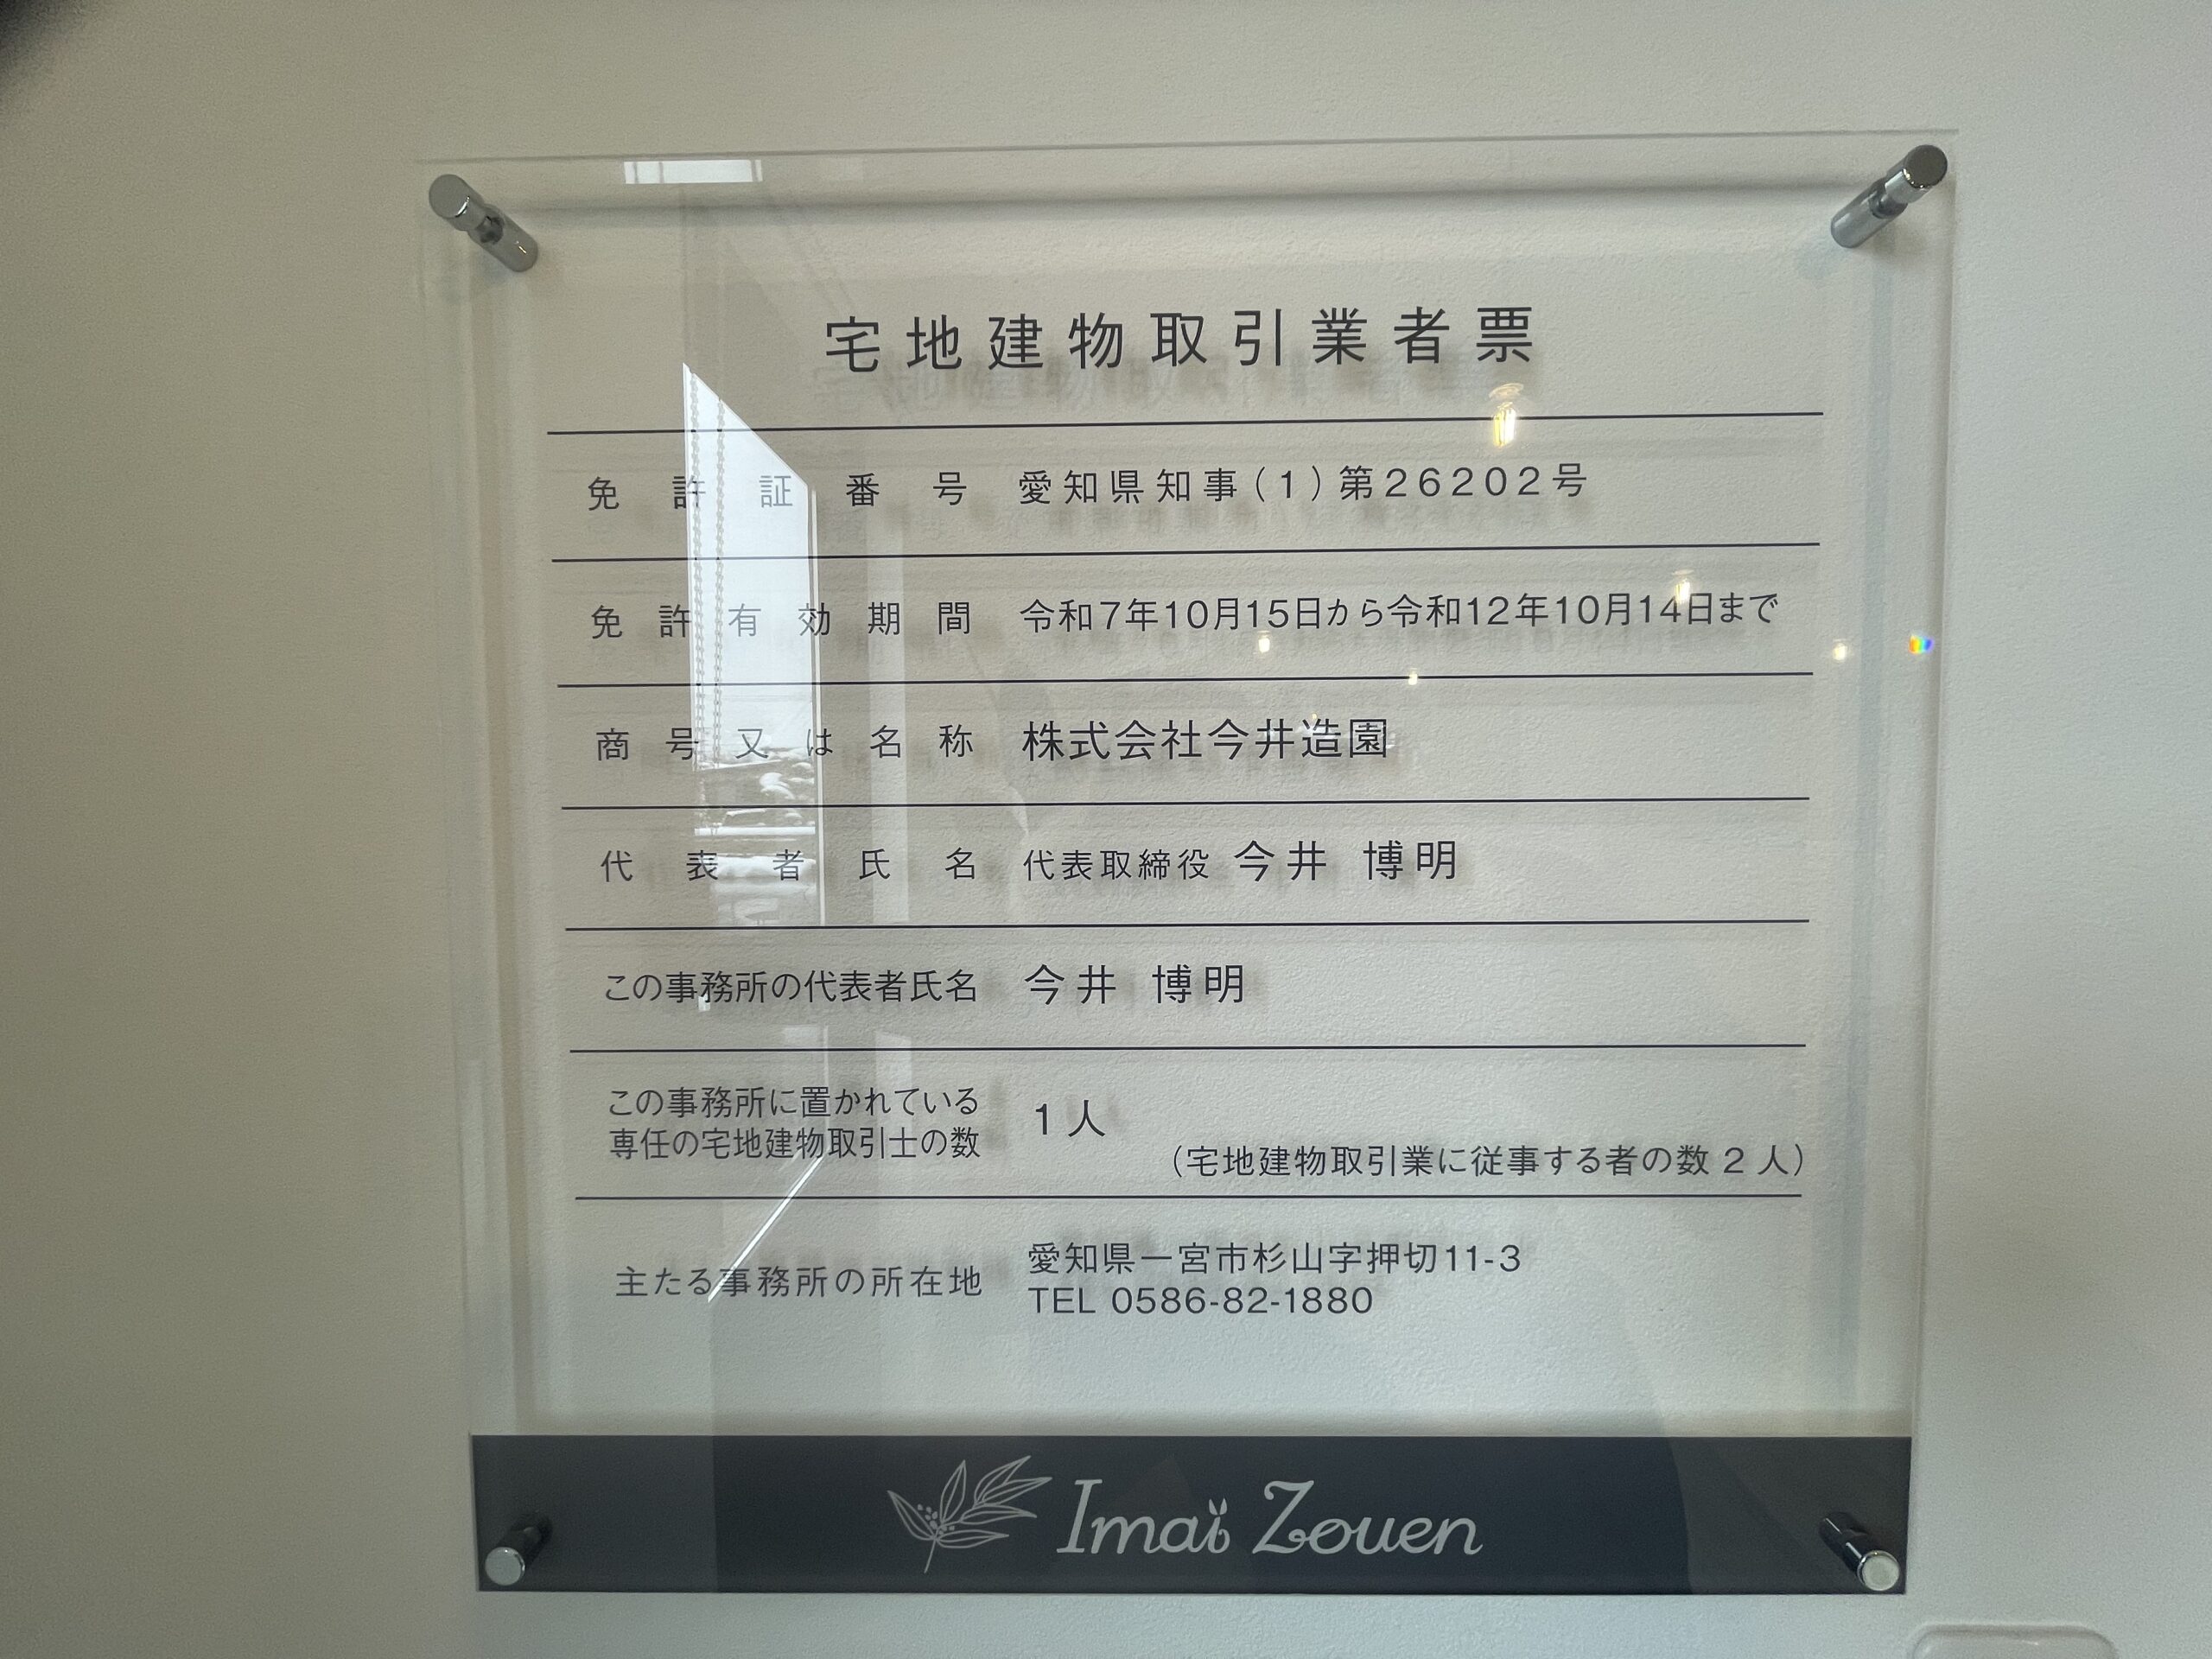 宅地建物取引業者票
免許証番号 愛知県知事(1)第26202号
免許有効期間 令和7年10月15日から令和12年10月14日まで
商号又は名称 株式会社今井造園
代表者氏名 代表取締役 今井 博明
この事務所の代表者氏名 今井 博明
この事務所に置かれている
専任の宅地建物取引士の数 1人
(宅地建物取引業に従事する者の数 2 人)
主たる事務所の所在地
愛知県一宮市杉山字押切11-3
TEL 0586-82-1880
Imai Zouen